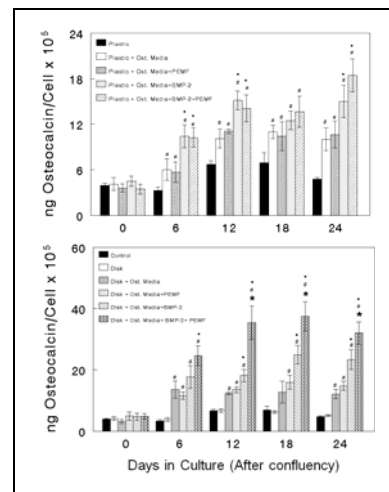 ng Osteocalcin/Cell x 10⁵
24
18
12
6
0
Plastic
Plastic + Ost. Media
Plastic + Ost. Media+PEMF
Plastic + Ost. Media+BMP-2
Plastic + Ost. Media+BMP-2+PEMF
0 6 12 18 24
ng Osteocalcin/Cell x 10⁵
60
40
20
0
Control
Disk
Disk + Ost. Media
Disk + Ost. Media+PEMF
Disk + Ost. Media+BMP-2
Disk + Ost. Media+BMP-2+ PEMF
0 6 12 18 24
Days in Culture (After confluency)